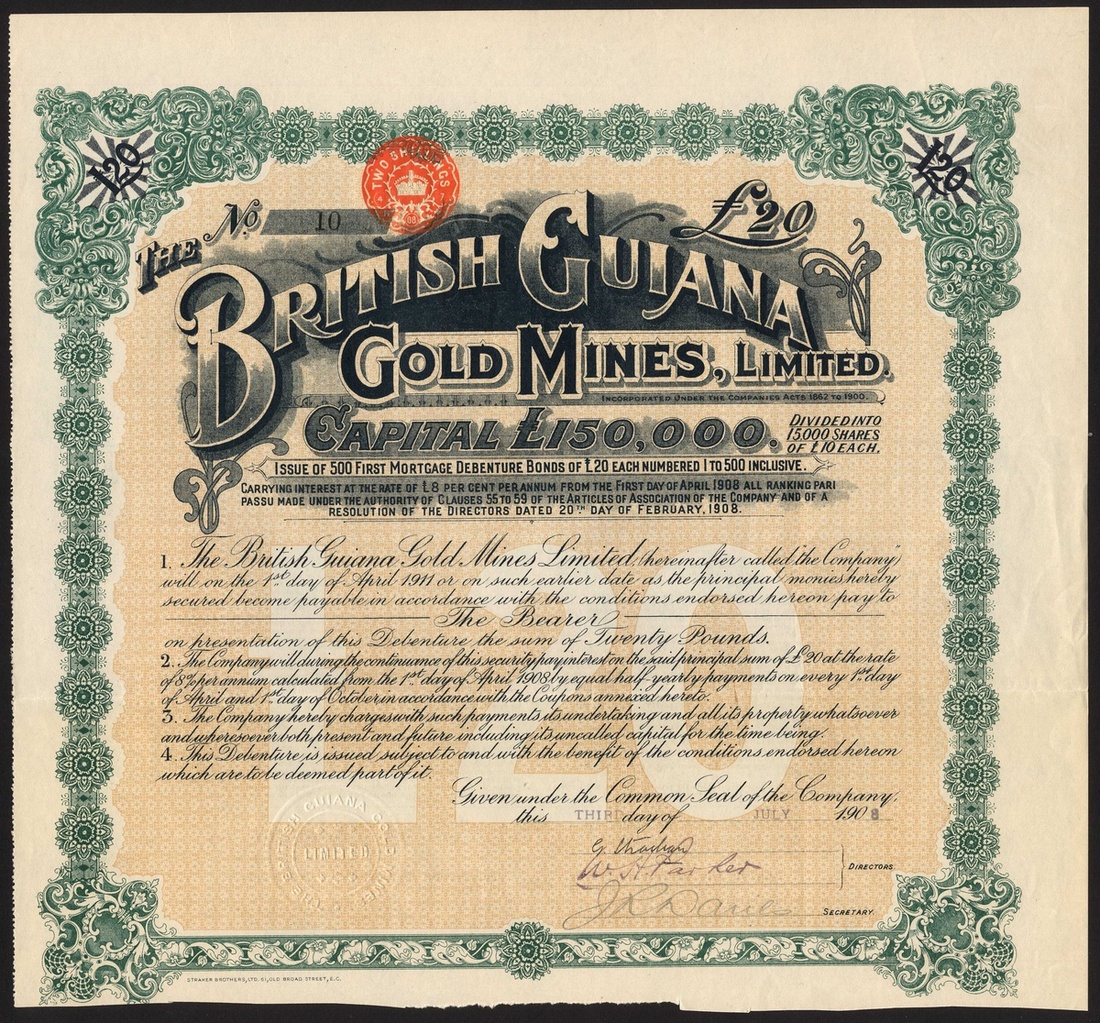 £20
£20
TWO SHILLINGS
08
No. 10
£20
THE
BRITISH GUIANA
GOLD MINES, LIMITED.
INCORPORATED UNDER THE COMPANIES ACTS 1862 TO 1900.
CAPITAL £150,000.
DIVIDED INTO
15,000 SHARES
OF £10 EACH.
ISSUE OF 500 FIRST MORTGAGE DEBENTURE BONDS OF £20 EACH NUMBERED 1 TO 500 INCLUSIVE.
CARRYING INTEREST AT THE RATE OF £8 PER CENT PER ANNUM FROM THE FIRST DAY OF APRIL 1908 ALL RANKING PARI
PASSU MADE UNDER THE AUTHORITY OF CLAUSES 55 TO 59 OF THE ARTICLES OF ASSOCIATION OF THE COMPANY AND OF A
RESOLUTION OF THE DIRECTORS DATED 20TH DAY OF FEBRUARY, 1908.
£20
1. The British Guiana Gold Mines Limited (hereinafter called "the Company")
will on the 1st day of April 1911 or on such earlier date as the principal monies hereby
secured become payable in accordance with the conditions endorsed hereon pay to
The Bearer
on presentation of this Debenture the sum of Twenty Pounds.
2. The Company will during the continuance of this security pay interest on the said principal sum of £20 at the rate
of 8% per annum calculated from the 1st day of April 1908 by equal half-yearly payments on every 1st day
of April and 1st day of October in accordance with the Coupons annexed hereto.
3. The Company hereby charges with such payments its undertaking and all its property whatsoever
and wheresoever both present and future including its uncalled capital for the time being.
4. This Debenture is issued subject to and with the benefit of the conditions endorsed hereon
which are to be deemed part of it.
Given under the Common Seal of the Company,
this THIRD day of JULY 1908
THE BRITISH GUIANA GOLD MINES
LIMITED
W. H. Parker
DIRECTORS.
SECRETARY.
STRAKER BROTHERS, LTD. 61, OLD BROAD STREET, E.C.